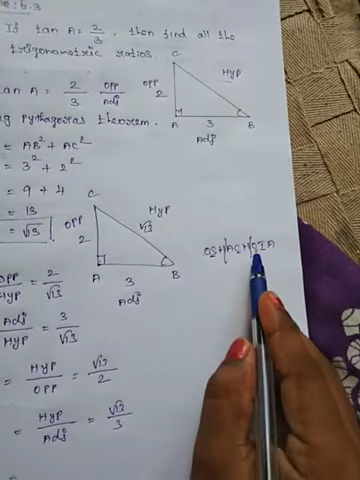 : 6.3
If tan A = 2/3, then find all the
trigonometric ratios.
tan A = 2/3 OPP/Adj
C
OPP
2
Hyp
A 3 B
Adj
Pythagoras theorem.
= AB² + AC²
= 3² + 2²
= 9 + 4
= 13
= √13
C
OPP
2
Hyp
√13
A 3 B
Adj
OPP/Hyp = 2/√13
Adj/Hyp = 3/√13
= Hyp/OPP = √13/2
= Hyp/Adj = √13/3